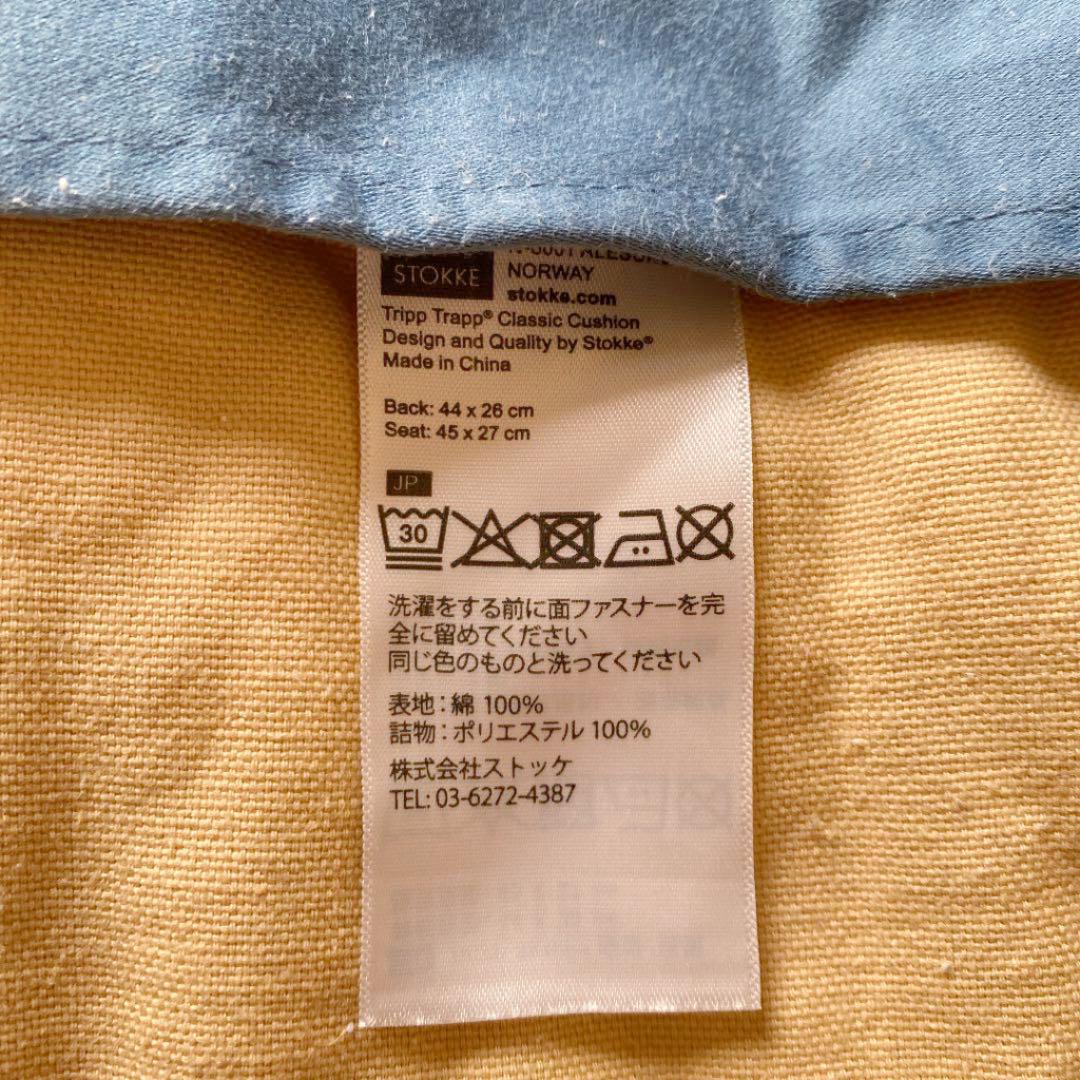 STOKKE
NORWAY
stokke.com
Tripp Trapp® Classic Cushion
Design and Quality by Stokke®
Made in China
Back: 44 x 26 cm
Seat: 45 x 27 cm
JP
30
洗濯をする前に面ファスナーを完
全に留めてください
同じ色のものと洗ってください
表地：綿 100%
詰物：ポリエステル 100%
株式会社ストッケ
TEL: 03-6272-4387